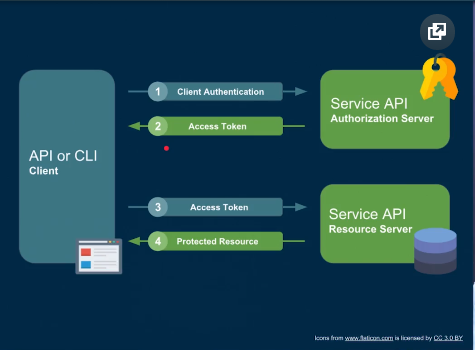 1 Client Authentication
2 Access Token
API or CLI
Client
Service API
Authorization Server
3 Access Token
4 Protected Resource
Service API
Resource Server
Icons from www.flaticon.com is licensed by CC 3.0 BY